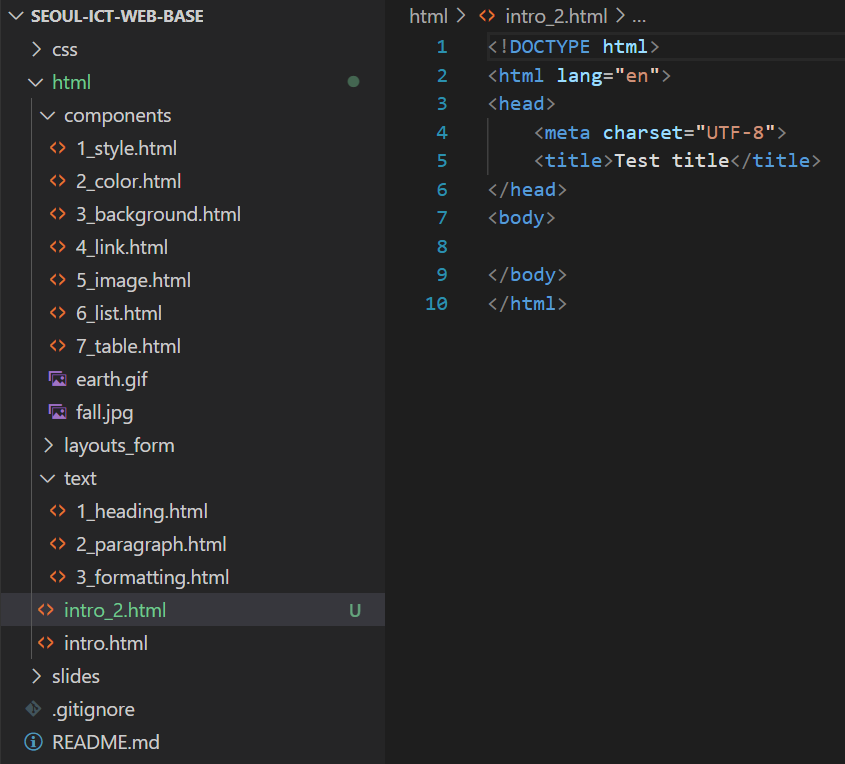 SEOUL-ICT-WEB-BASE
css
html
components
1_style.html
2_color.html
3_background.html
4_link.html
5_image.html
6_list.html
7_table.html
earth.gif
fall.jpg
layouts_form
text
1_heading.html
2_paragraph.html
3_formatting.html
intro_2.html U
intro.html
slides
.gitignore
README.md
html > <> intro_2.html > ...
1 <!DOCTYPE html>
2 <html lang="en">
3 <head>
4     <meta charset="UTF-8">
5     <title>Test title</title>
6 </head>
7 <body>
8
9 </body>
10 </html>